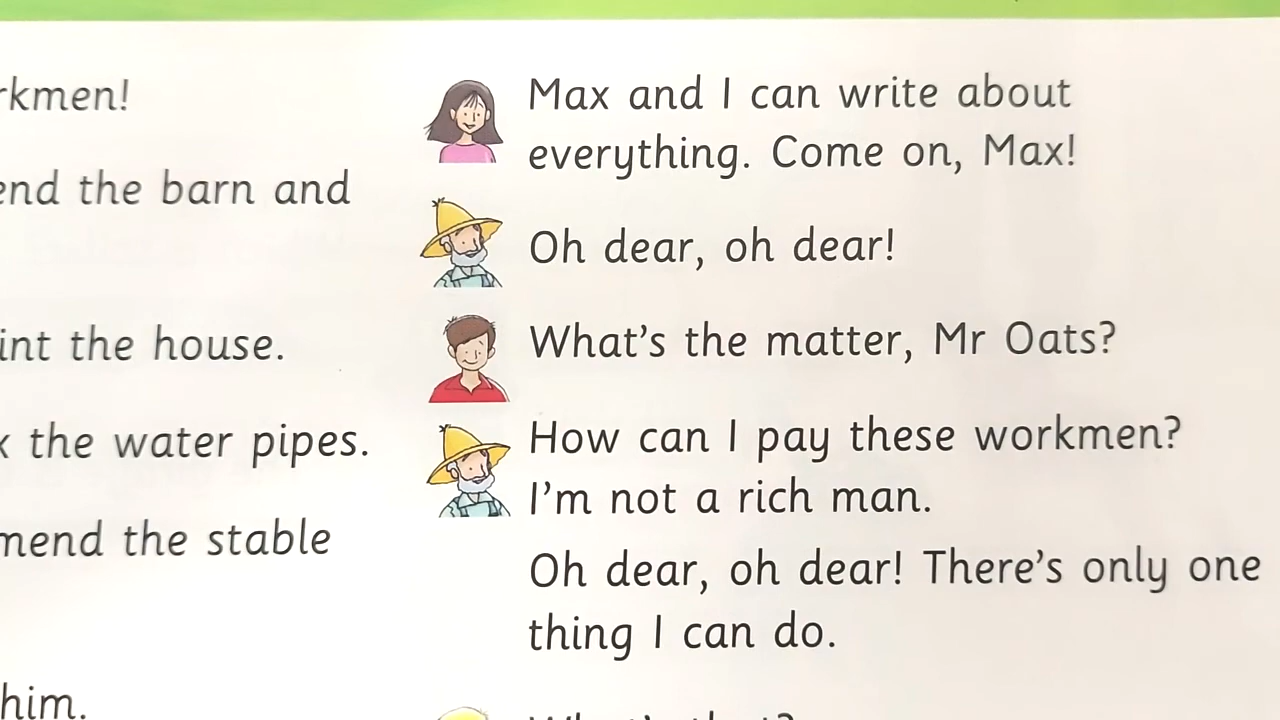 rkmen!
end the barn and
int the house.
the water pipes.
mend the stable
him.
Max and I can write about
everything. Come on, Max!
Oh dear, oh dear!
What's the matter, Mr Oats?
How can I pay these workmen?
I'm not a rich man.
Oh dear, oh dear! There's only one
thing I can do.